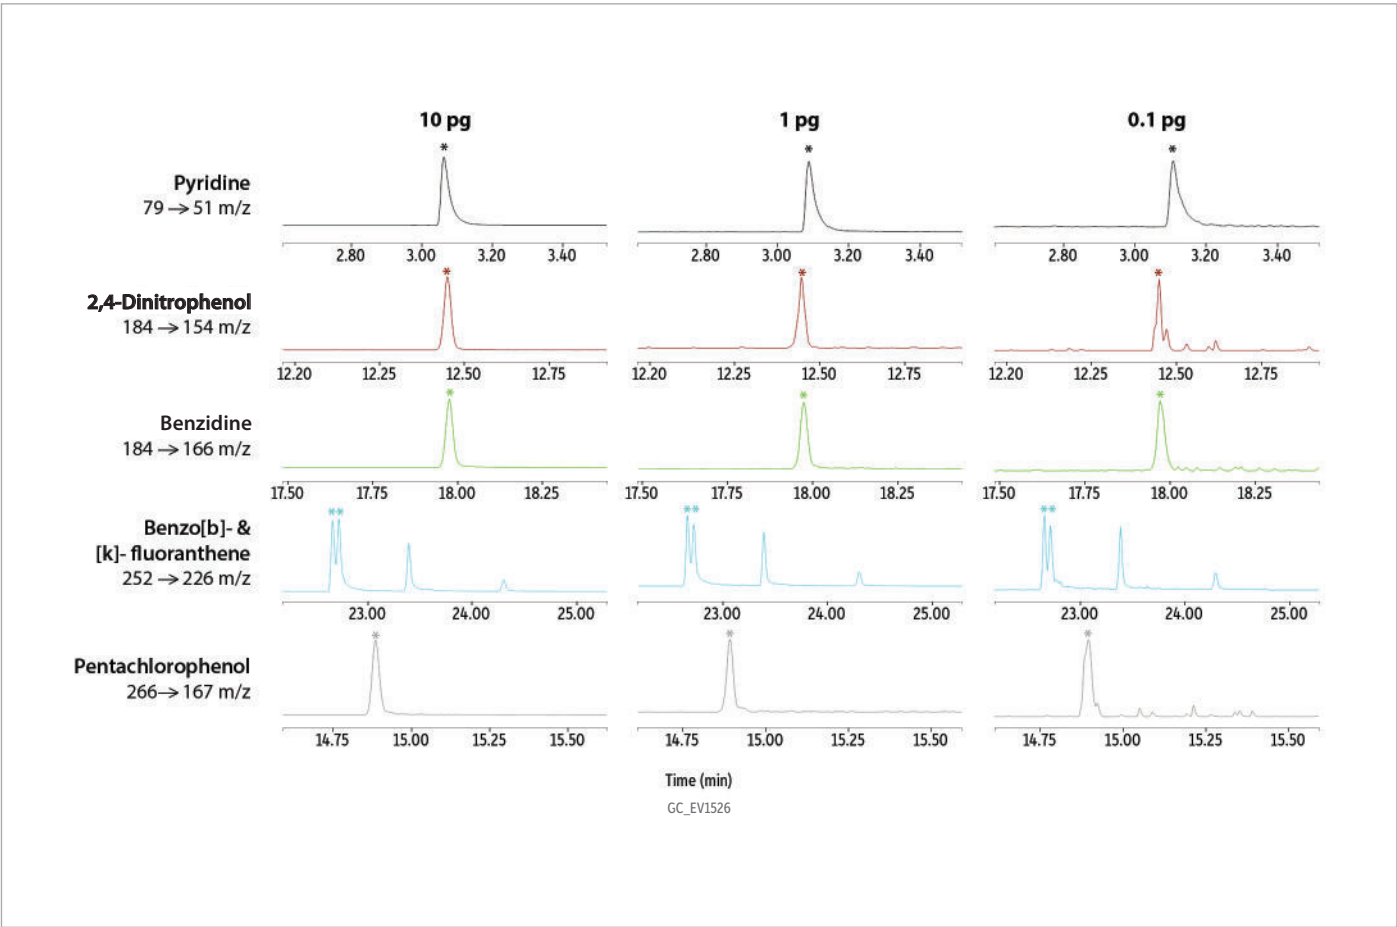 10 pg 1 pg 0.1 pg
* * *
Pyridine
79 → 51 m/z
2.80 3.00 3.20 3.40 2.80 3.00 3.20 3.40 2.80 3.00 3.20 3.40
* * *
2,4-Dinitrophenol
184 → 154 m/z
12.20 12.25 12.50 12.75 12.20 12.25 12.50 12.75 12.20 12.25 12.50 12.75
* * *
Benzidine
184 → 166 m/z
17.50 17.75 18.00 18.25 17.50 17.75 18.00 18.25 17.50 17.75 18.00 18.25
** ** **
Benzo[b]- &
[k]- fluoranthene
252 → 226 m/z
23.00 24.00 25.00 23.00 24.00 25.00 23.00 24.00 25.00
* * *
Pentachlorophenol
266→ 167 m/z
14.75 15.00 15.25 15.50 14.75 15.00 15.25 15.50 14.75 15.00 15.25 15.50
Time (min)
GC_EV1526